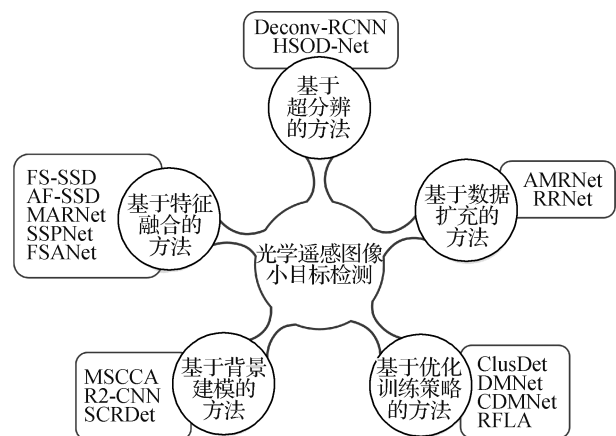 Deconv-RCNN
HSOD-Net
基于
超分辨
的方法
FS-SSD
AF-SSD
MARNet
SSPNet
FSANet
基于特征
融合的
方法
基于数据
扩充的
方法
AMRNet
RRNet
光学遥感图像
小目标检测
MSCCA
R2-CNN
SCRDet
基于背景
建模的
方法
基于优化
训练策略
的方法
ClusDet
DMNet
CDMNet
RFLA